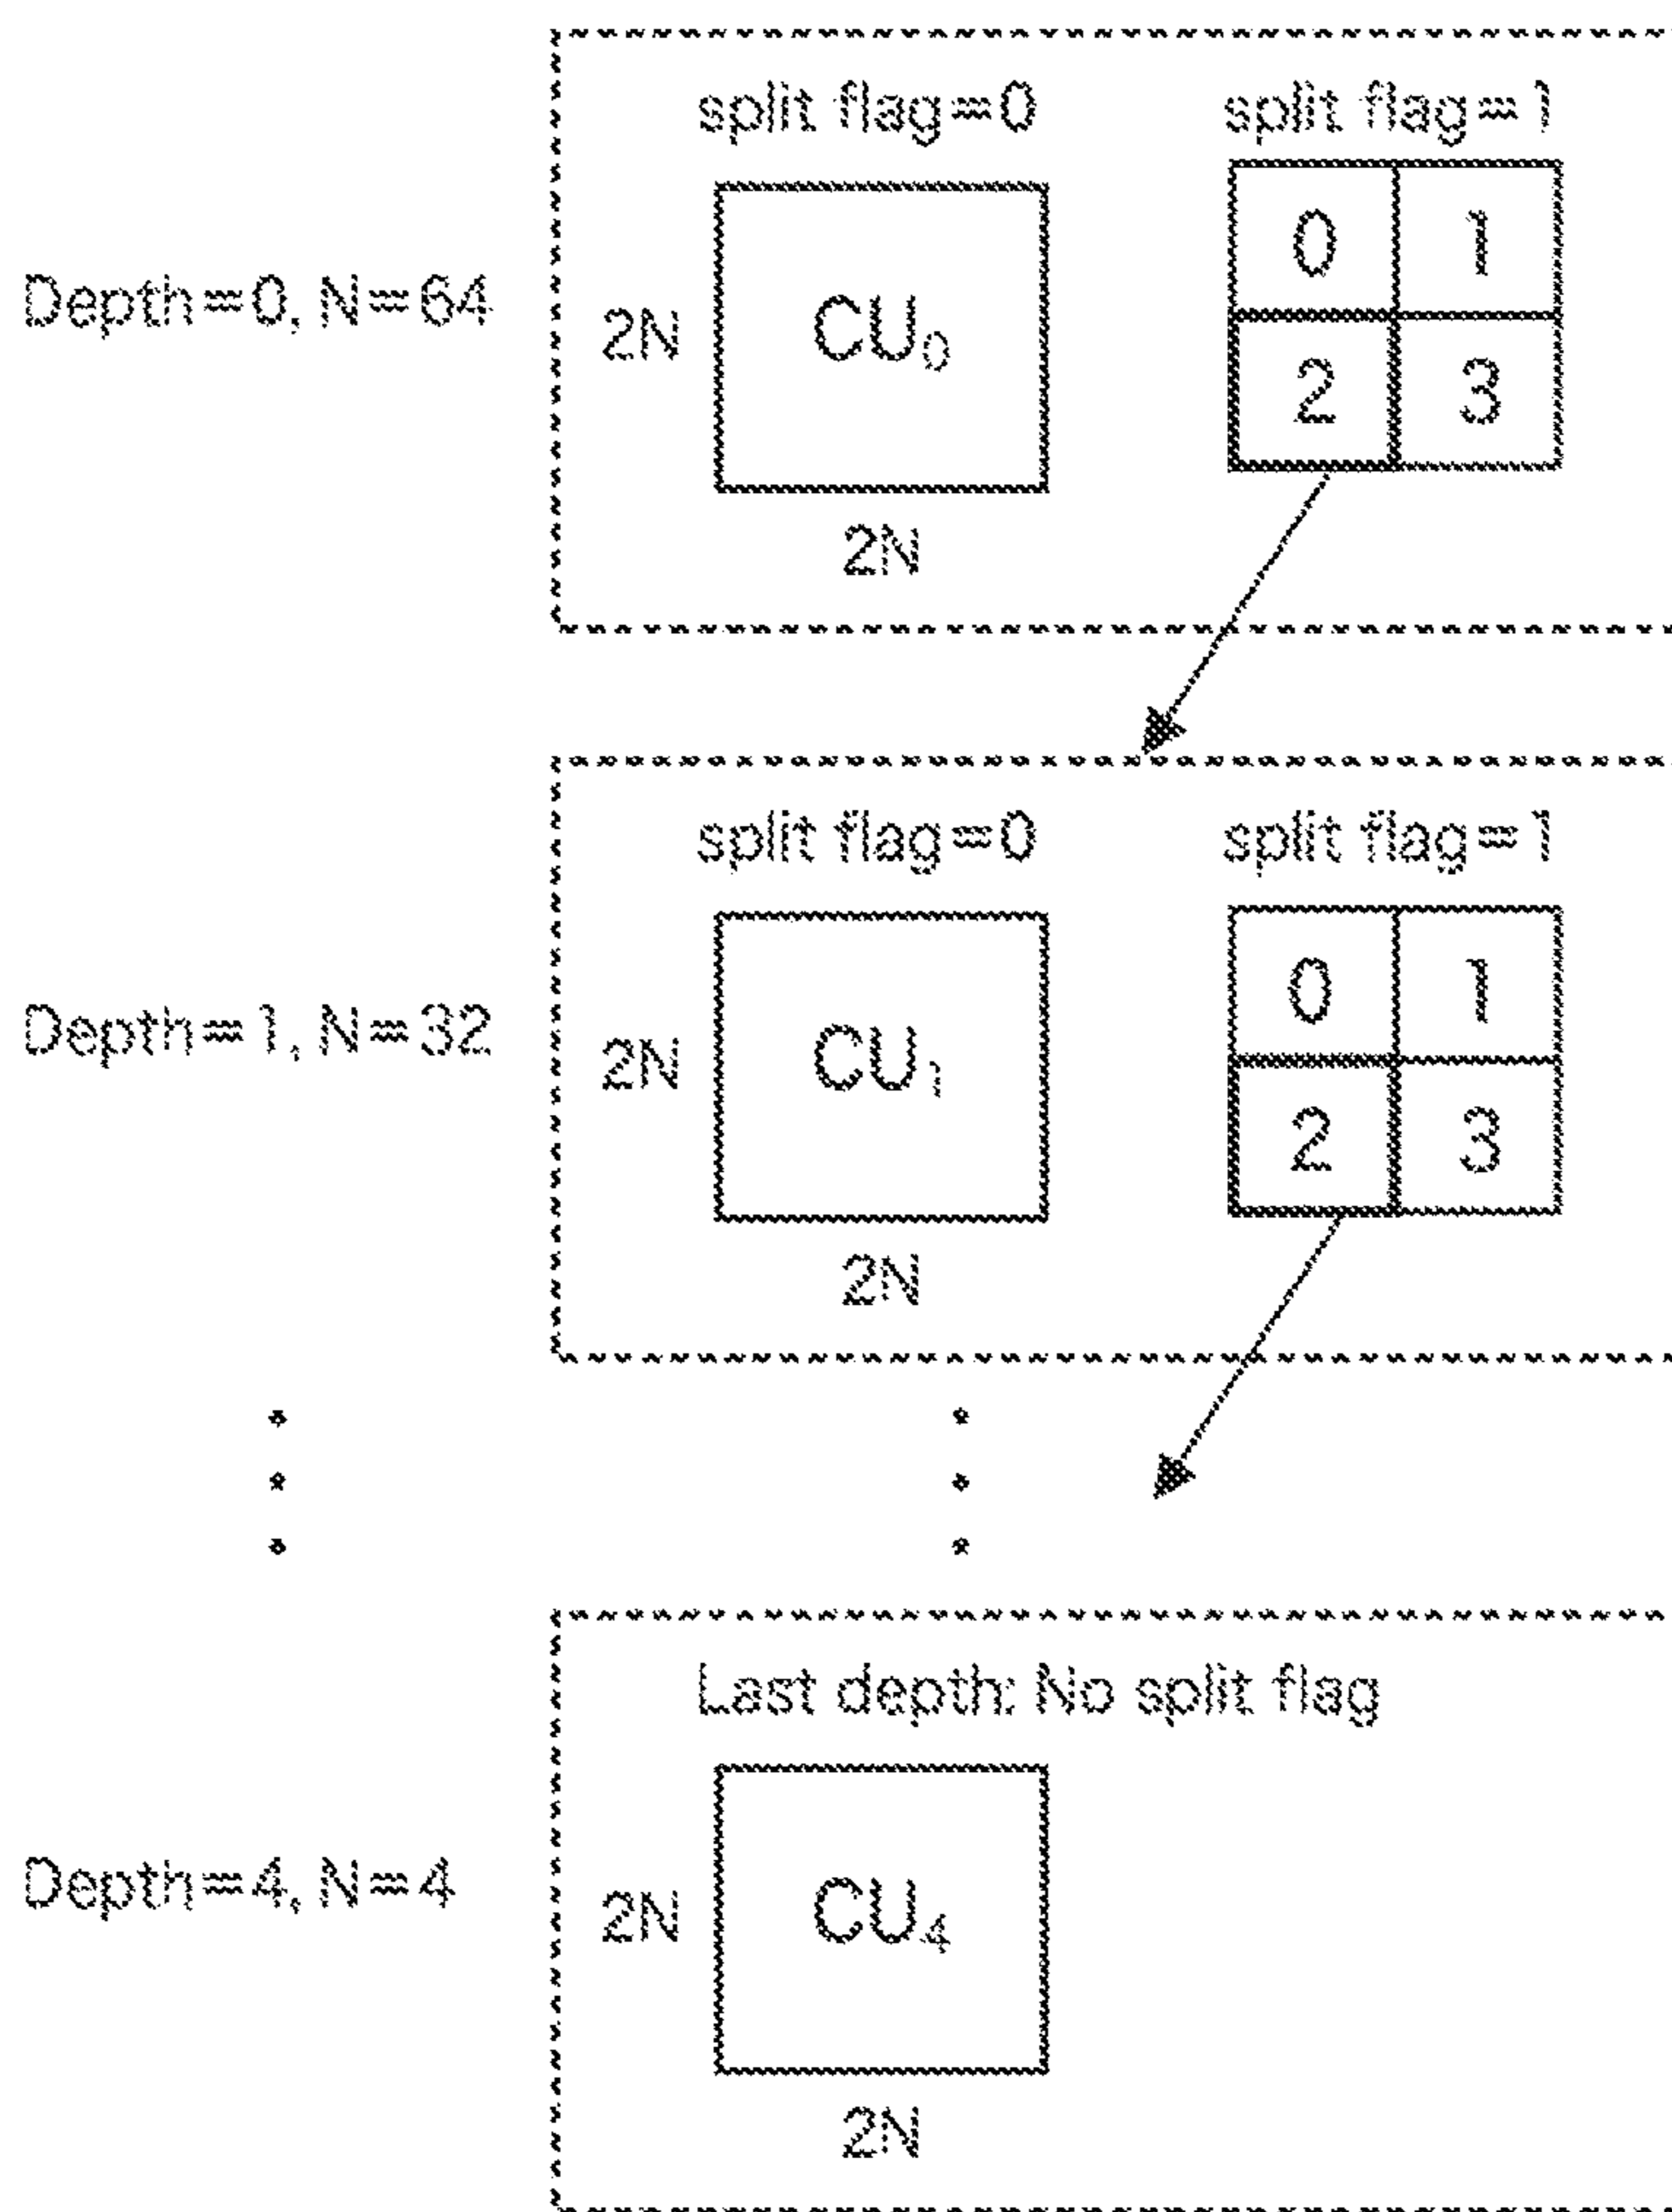 split flag=0 split flag=1
Depth=0, N=64
2N
CU₀
0 1
2 3
2N
split flag=0 split flag=1
Depth=1, N=32
2N
CU₁
0 1
2 3
2N
Last depth: No split flag
Depth=4, N=4
2N
CU₄
2N